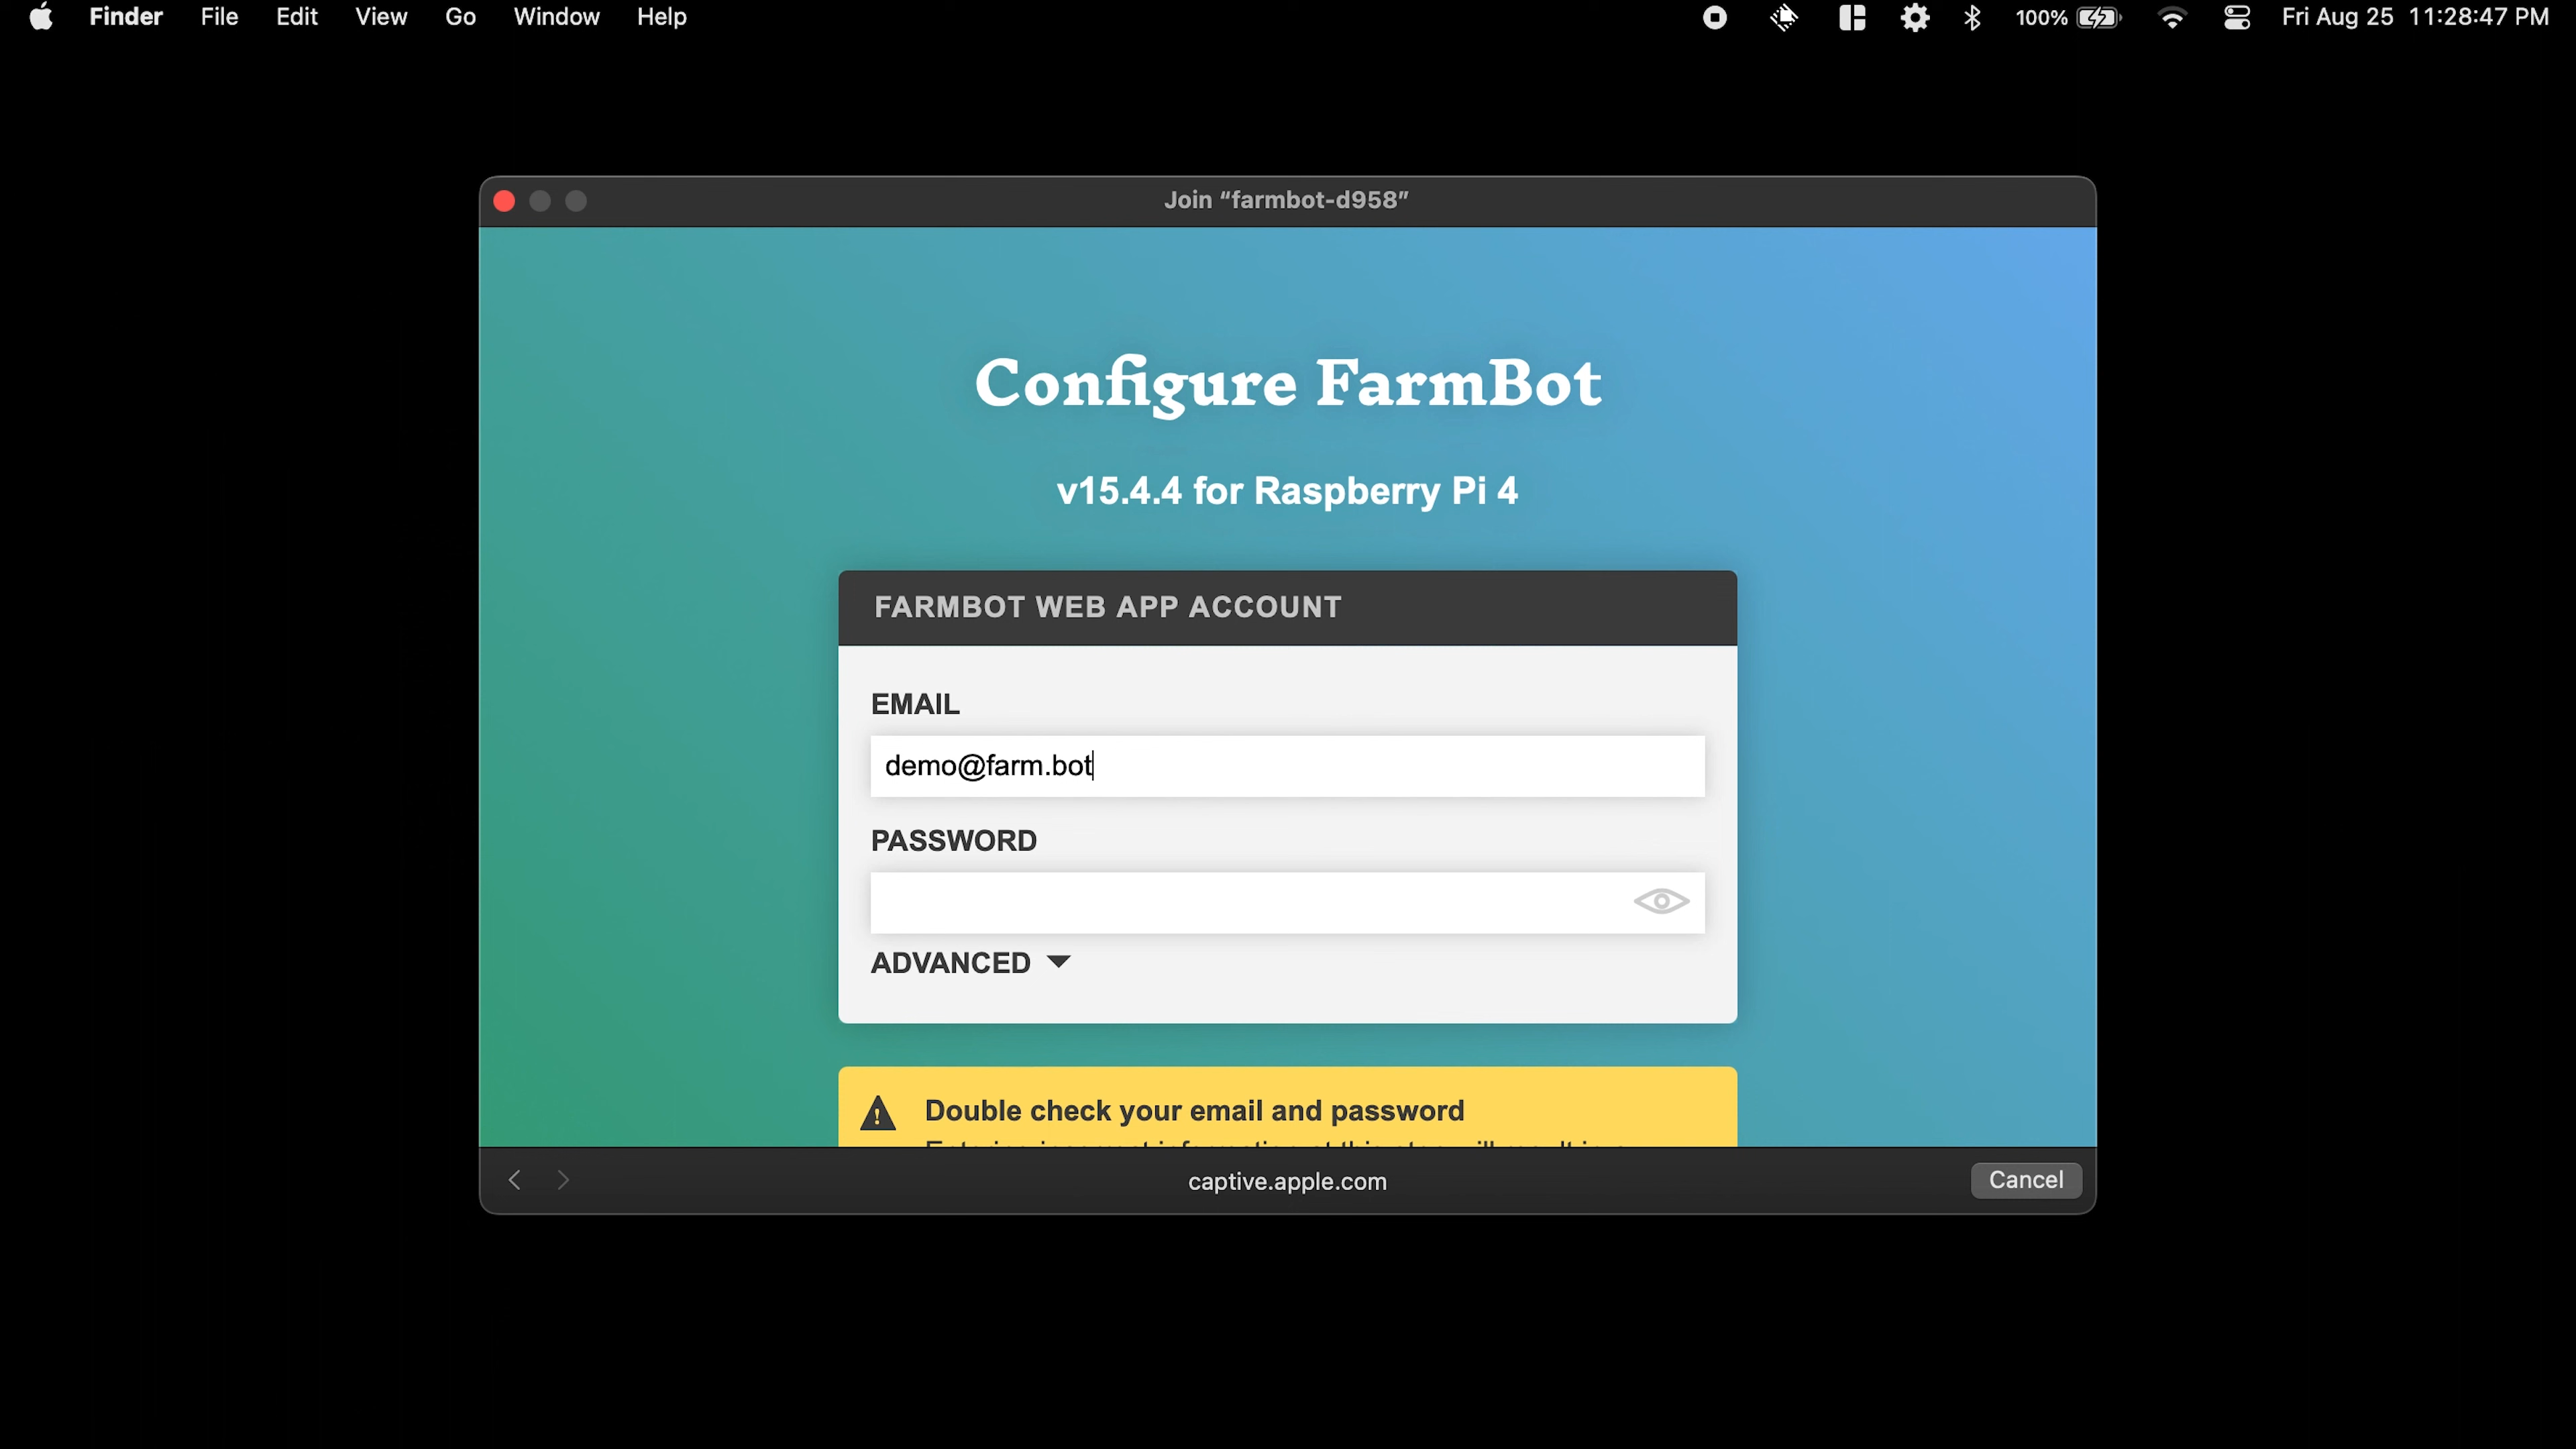 Finder File Edit View Go Window Help 100% Fri Aug 25 11:28:47 PM
Join “farmbot-d958”
Configure FarmBot
v15.4.4 for Raspberry Pi 4
FARMBOT WEB APP ACCOUNT
EMAIL
demo@farm.bot
PASSWORD
ADVANCED
Double check your email and password
captive.apple.com
Cancel